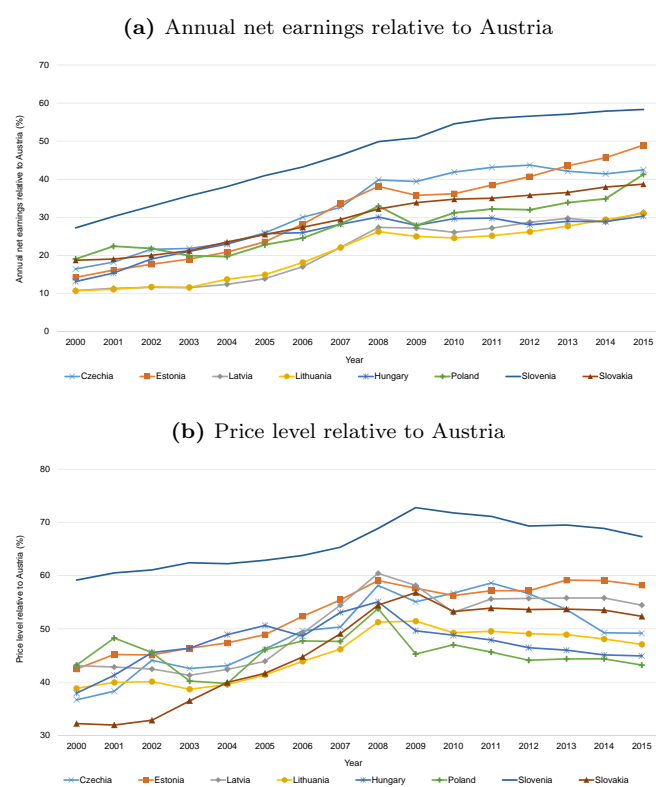 (a) Annual net earnings relative to Austria
Annual net earnings relative to Austria (%)
70
60
50
40
30
20
10
0
2000 2001 2002 2003 2004 2005 2006 2007 2008 2009 2010 2011 2012 2013 2014 2015
Year
Czechia Estonia Latvia Lithuania Hungary Poland Slovenia Slovakia
(b) Price level relative to Austria
Price level relative to Austria (%)
80
70
60
50
40
30
2000 2001 2002 2003 2004 2005 2006 2007 2008 2009 2010 2011 2012 2013 2014 2015
Year
Czechia Estonia Latvia Lithuania Hungary Poland Slovenia Slovakia